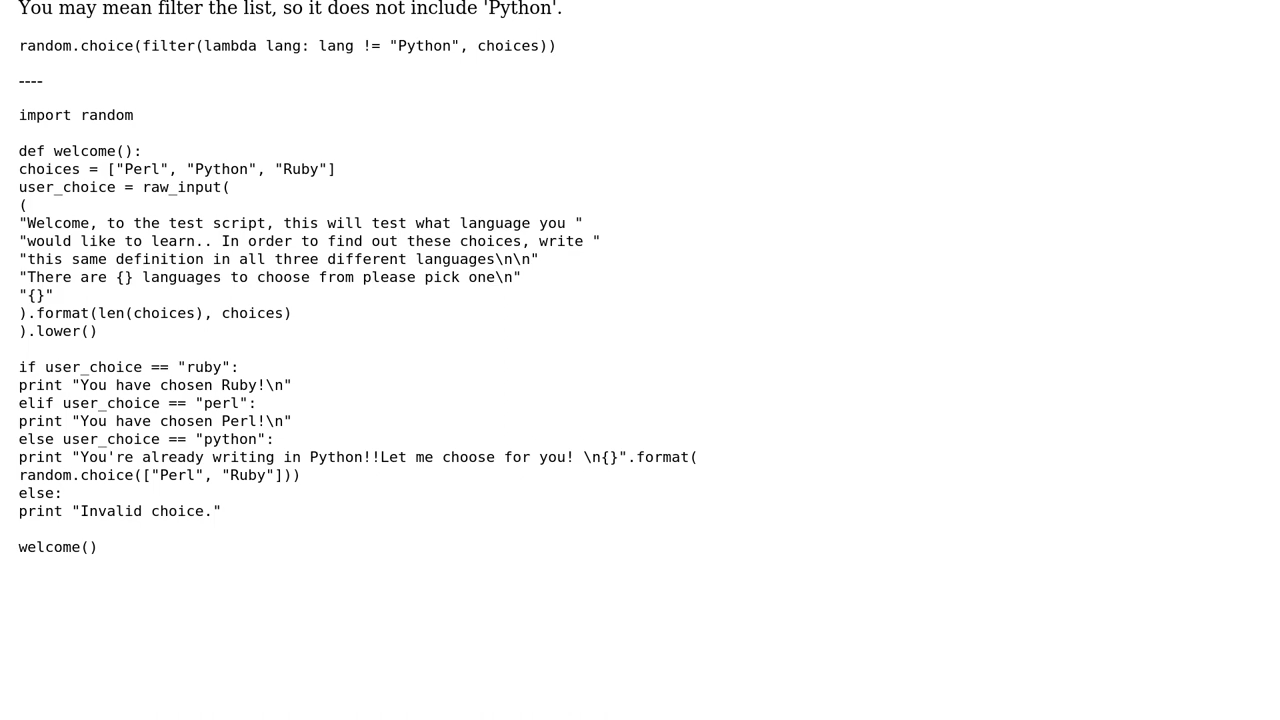 You may mean filter the list, so it does not include 'Python'.
random.choice(filter(lambda lang: lang != "Python", choices))
----
import random
def welcome():
choices = ["Perl", "Python", "Ruby"]
user_choice = raw_input(
(
"Welcome, to the test script, this will test what language you "
"would like to learn.. In order to find out these choices, write "
"this same definition in all three different languages\n\n"
"There are {} languages to choose from please pick one\n"
"{}"
).format(len(choices), choices)
).lower()
if user_choice == "ruby":
print "You have chosen Ruby!\n"
elif user_choice == "perl":
print "You have chosen Perl!\n"
else user_choice == "python":
print "You're already writing in Python!!Let me choose for you! \n{}".format(
random.choice(["Perl", "Ruby"]))
else:
print "Invalid choice."
welcome()